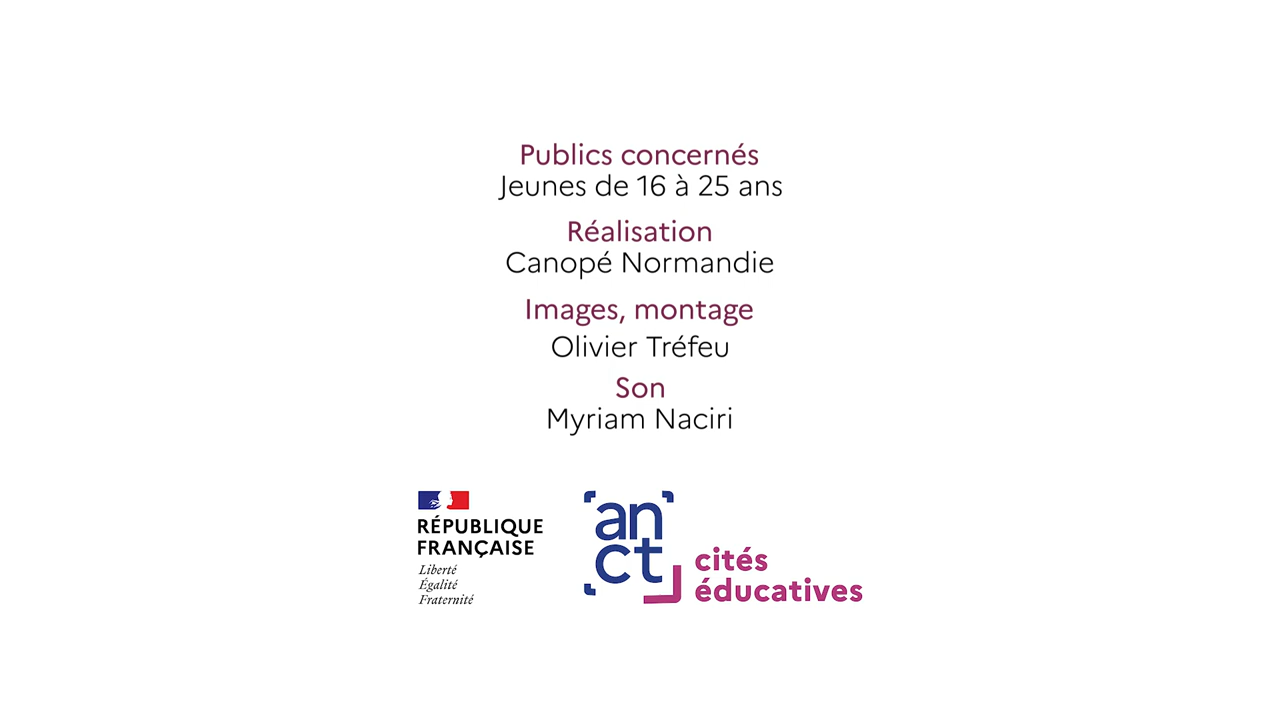 Publics concernés
Jeunes de 16 à 25 ans
Réalisation
Canopé Normandie
Images, montage
Olivier Tréfeu
Son
Myriam Naciri
RÉPUBLIQUE
FRANÇAISE
Liberté
Égalité
Fraternité
an
ct
cités
éducatives